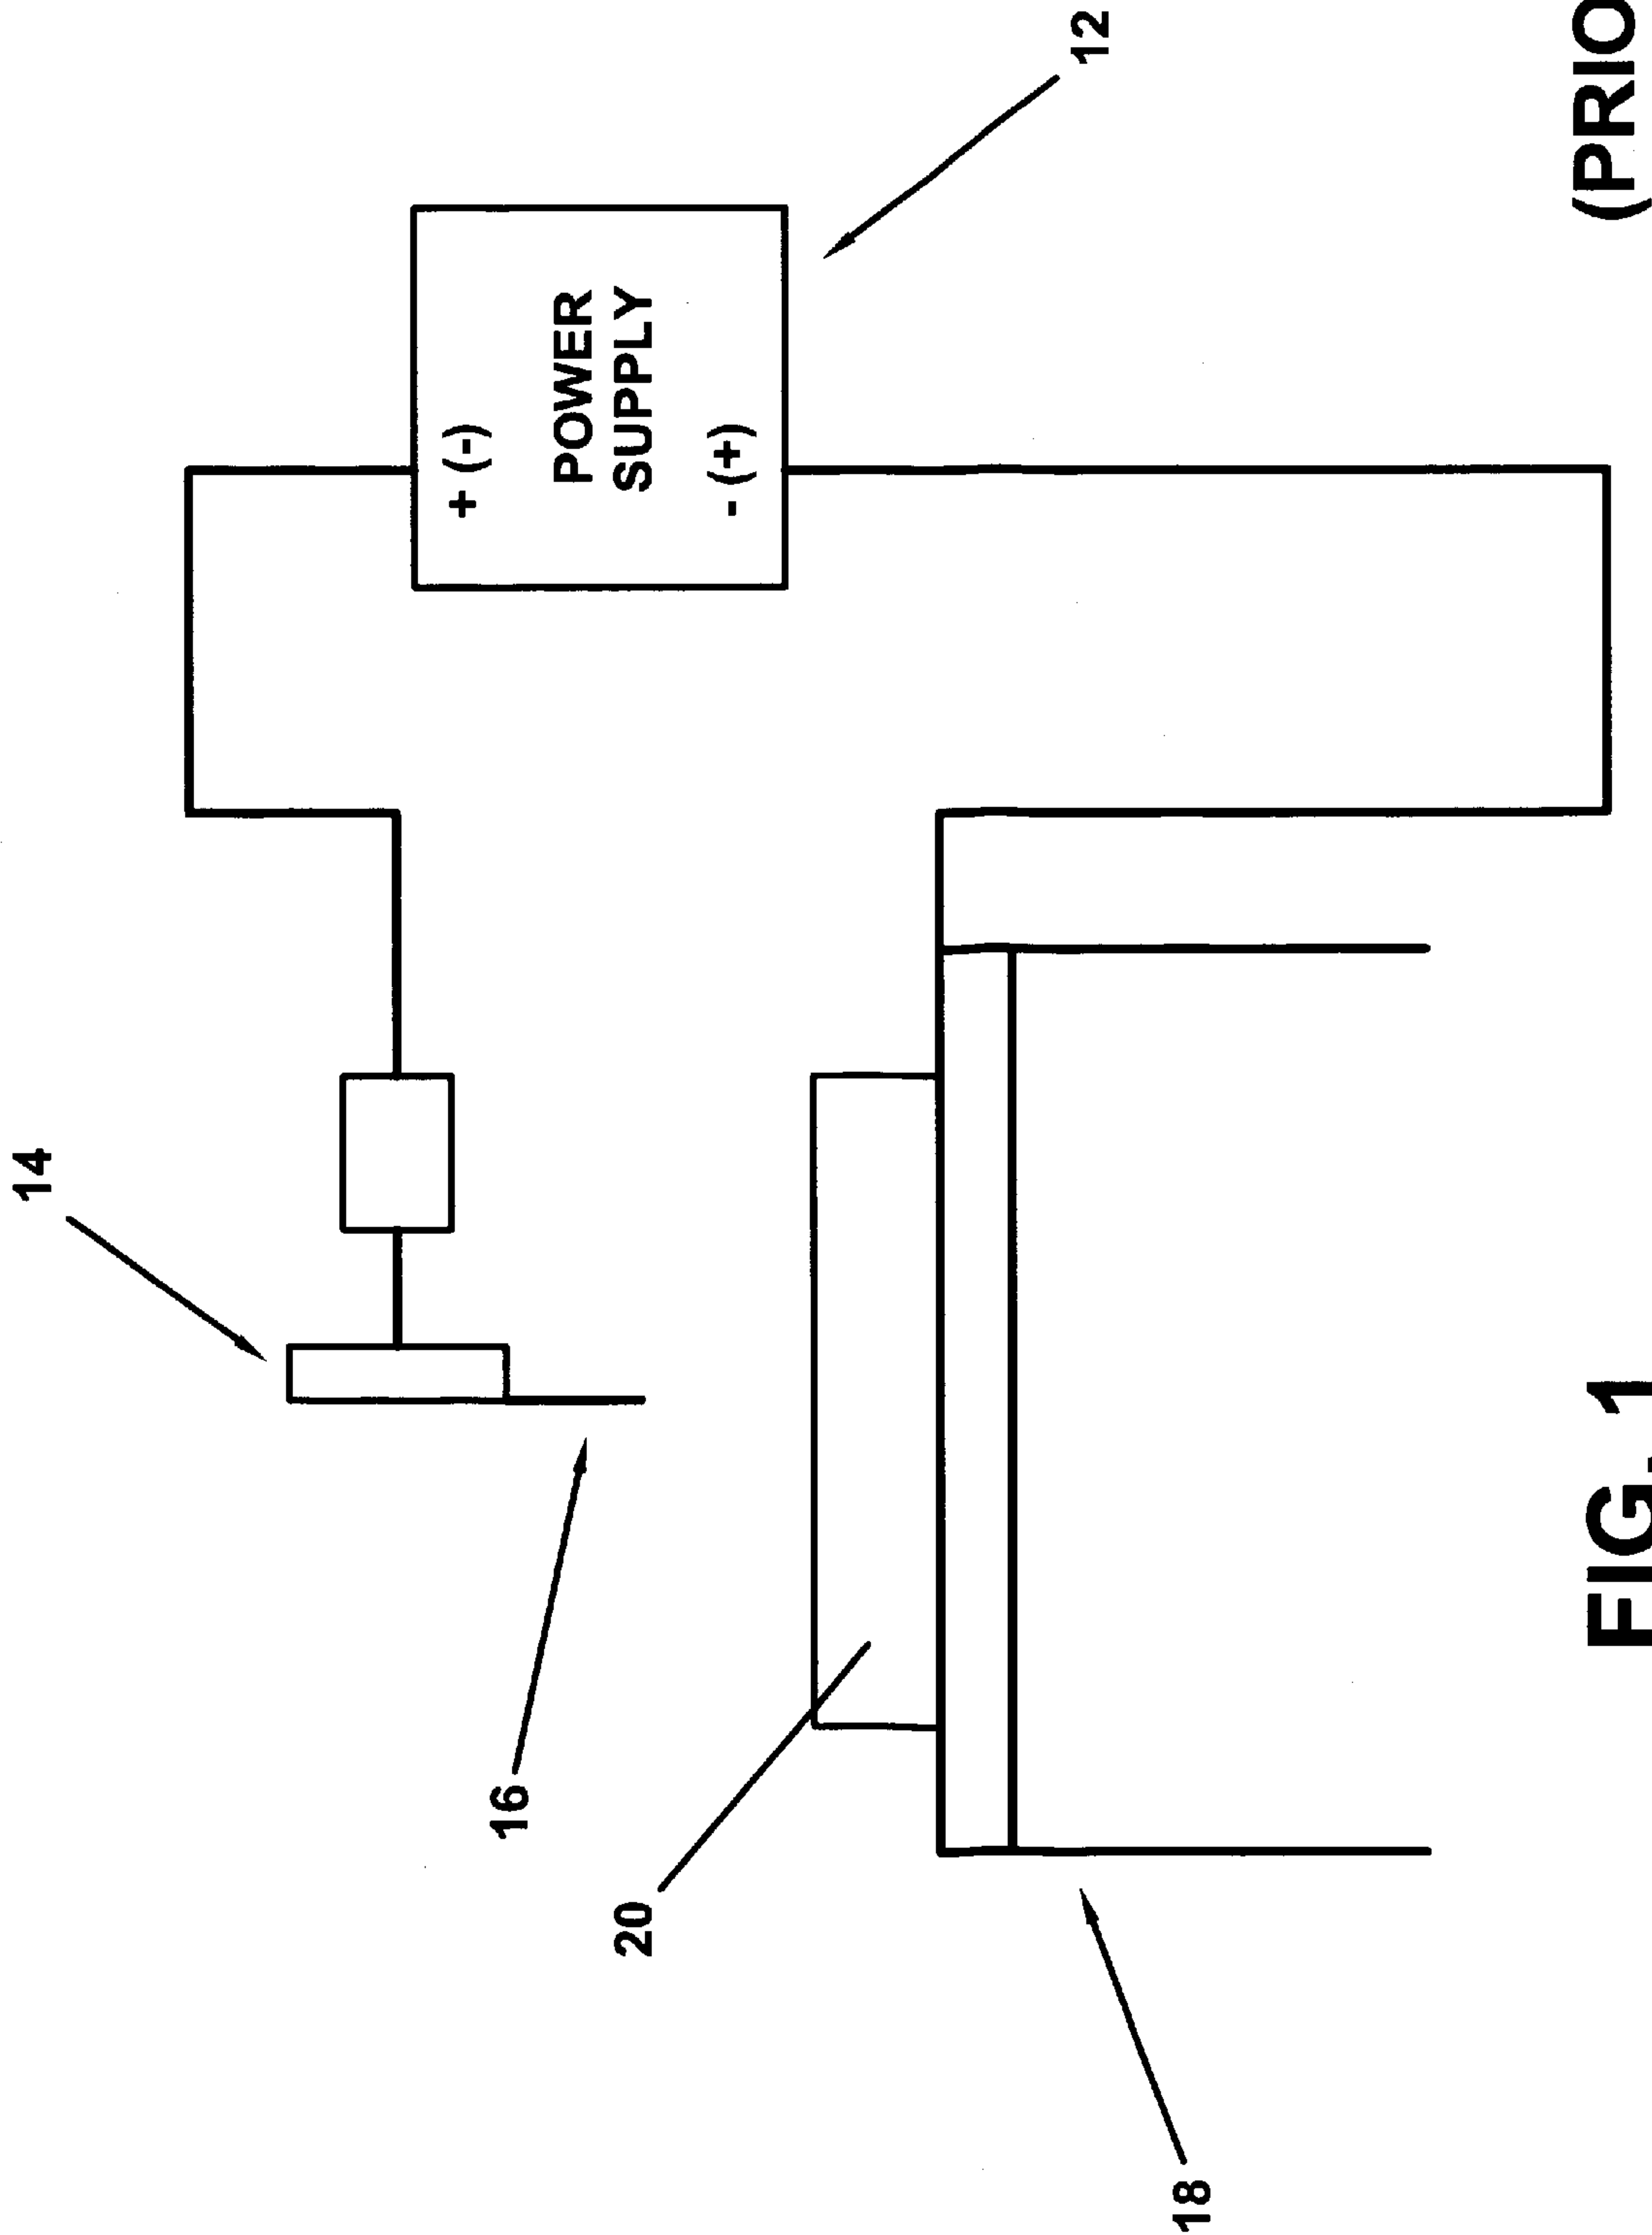 14
12
+ (-)
POWER
SUPPLY
- (+)
16
20
18
FIG. 1
(PRIO